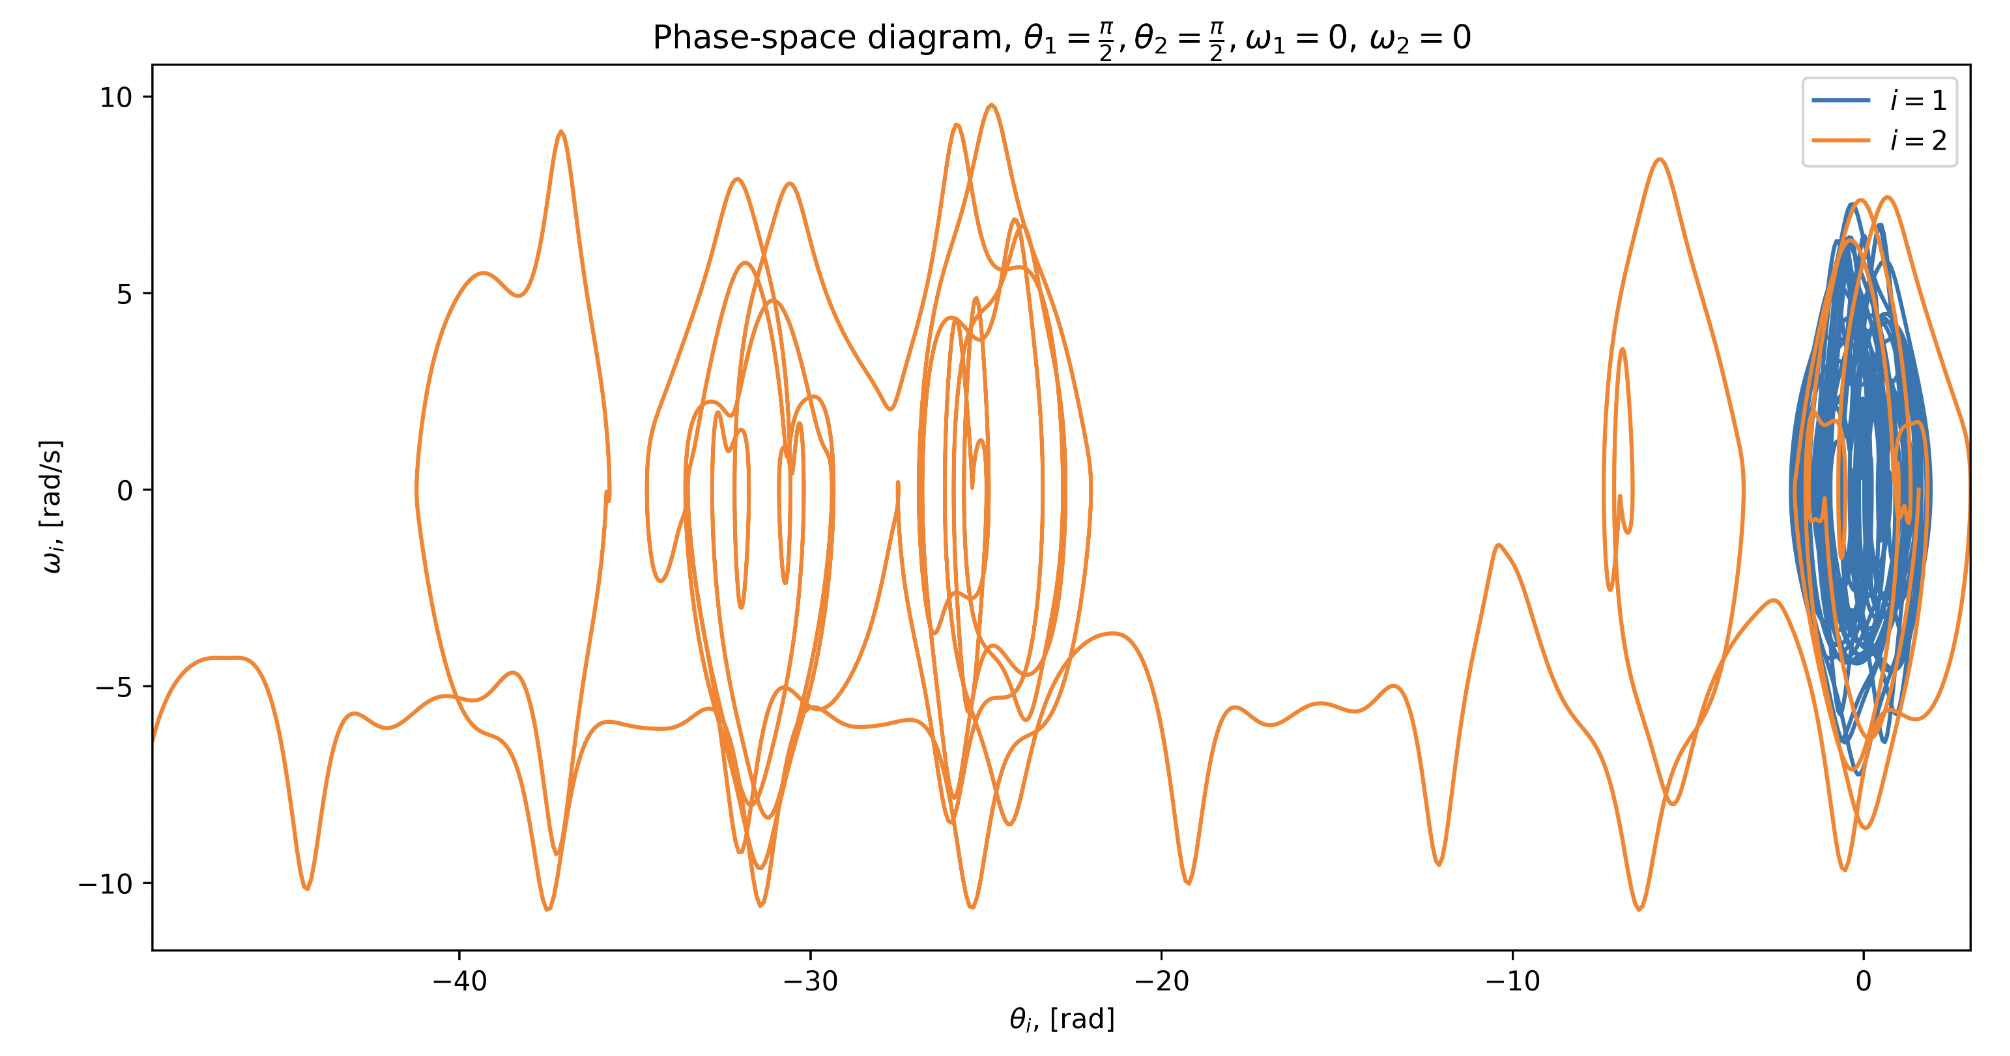 Phase-space diagram, θ₁ = π/2, θ₂ = π/2, ω₁ = 0, ω₂ = 0
i = 1
i = 2
10
5
0
−5
−10
ωᵢ, [rad/s]
−40
−30
−20
−10
0
θᵢ, [rad]